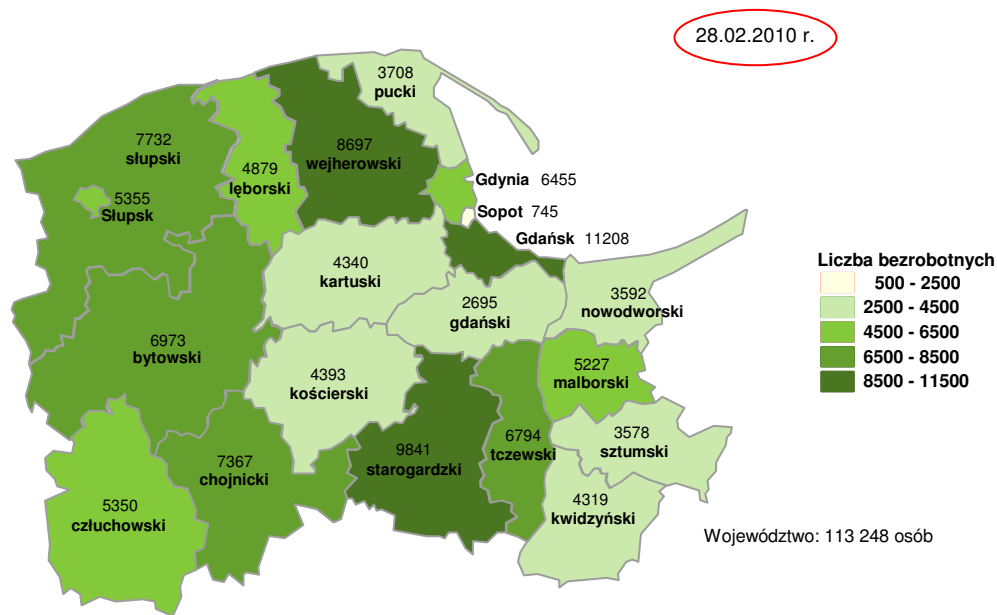 28.02.2010 r.
3708
pucki
7732
słupski
8697
wejherowski
4879
lęborski
5355
Słupsk
Gdynia 6455
Sopot 745
Gdańsk 11208
4340
kartuski
2695
gdański
3592
nowodworski
6973
bytowski
4393
kościerski
5227
malborski
9841
starogardzki
6794
tczewski
3578
sztumski
7367
chojnicki
5350
człuchowski
4319
kwidzyński
Liczba bezrobotnych
500 - 2500
2500 - 4500
4500 - 6500
6500 - 8500
8500 - 11500
Województwo: 113 248 osób